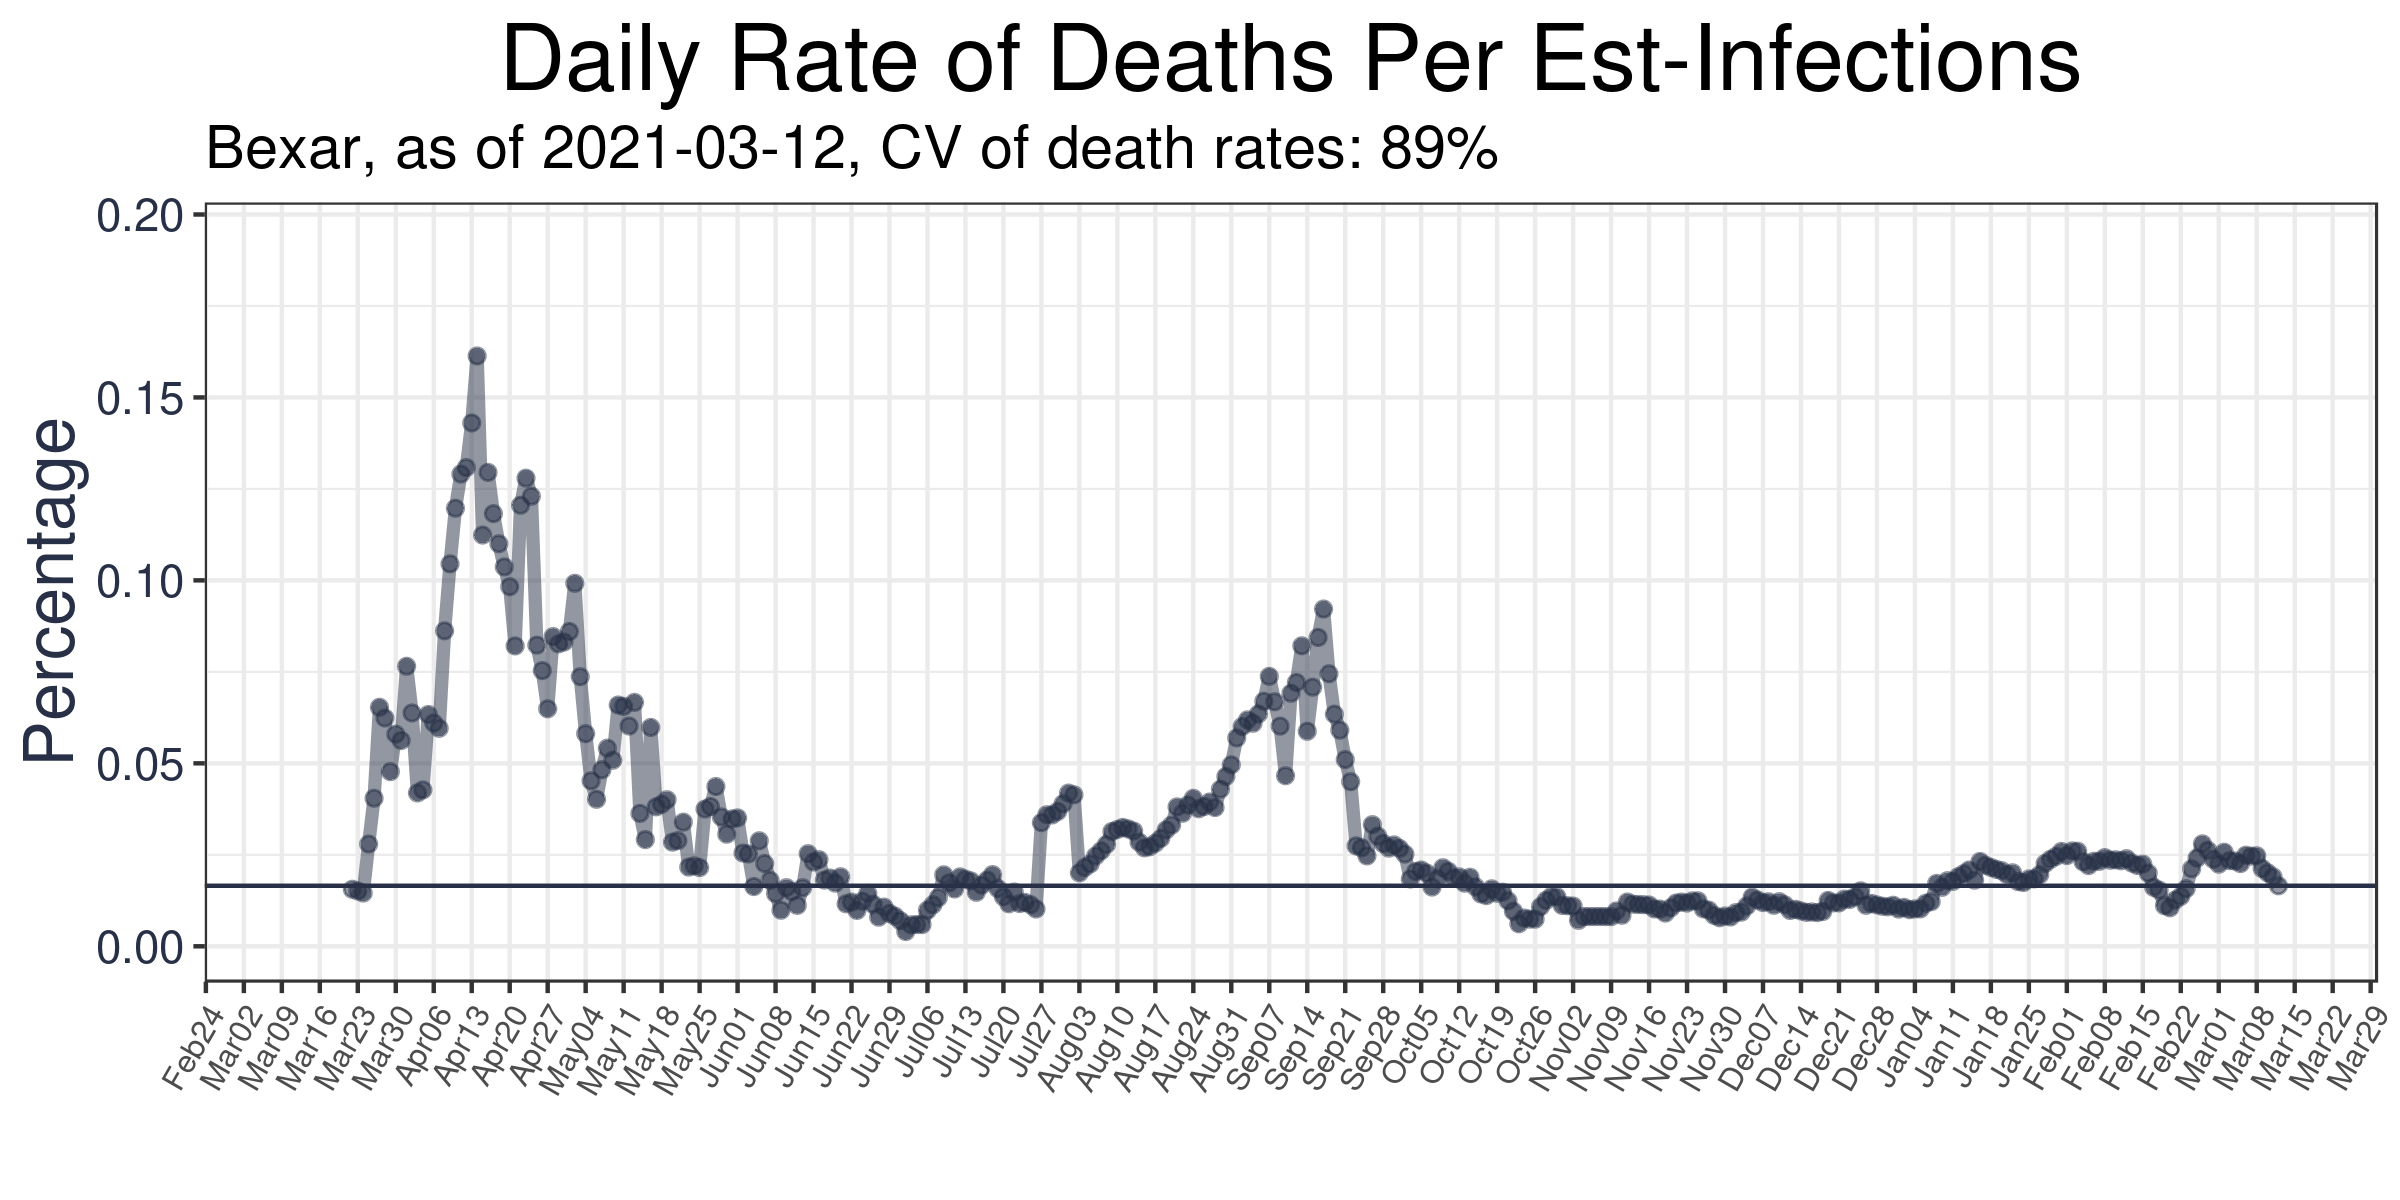 Daily Rate of Deaths Per Est-Infections
Bexar, as of 2021-03-12, CV of death rates: 89%
Percentage
0.20
0.15
0.10
0.05
0.00
Feb24
Mar02
Mar09
Mar16
Mar23
Mar30
Apr06
Apr13
Apr20
Apr27
May04
May11
May18
May25
Jun01
Jun08
Jun15
Jun22
Jun29
Jul06
Jul13
Jul20
Jul27
Aug03
Aug10
Aug17
Aug24
Aug31
Sep07
Sep14
Sep21
Sep28
Oct05
Oct12
Oct19
Oct26
Nov02
Nov09
Nov16
Nov23
Nov30
Dec07
Dec14
Dec21
Dec28
Dec04
Jan11
Jan18
Jan25
Feb01
Feb08
Feb15
Feb22
Mar01
Mar08
Mar15
Mar22
Mar29